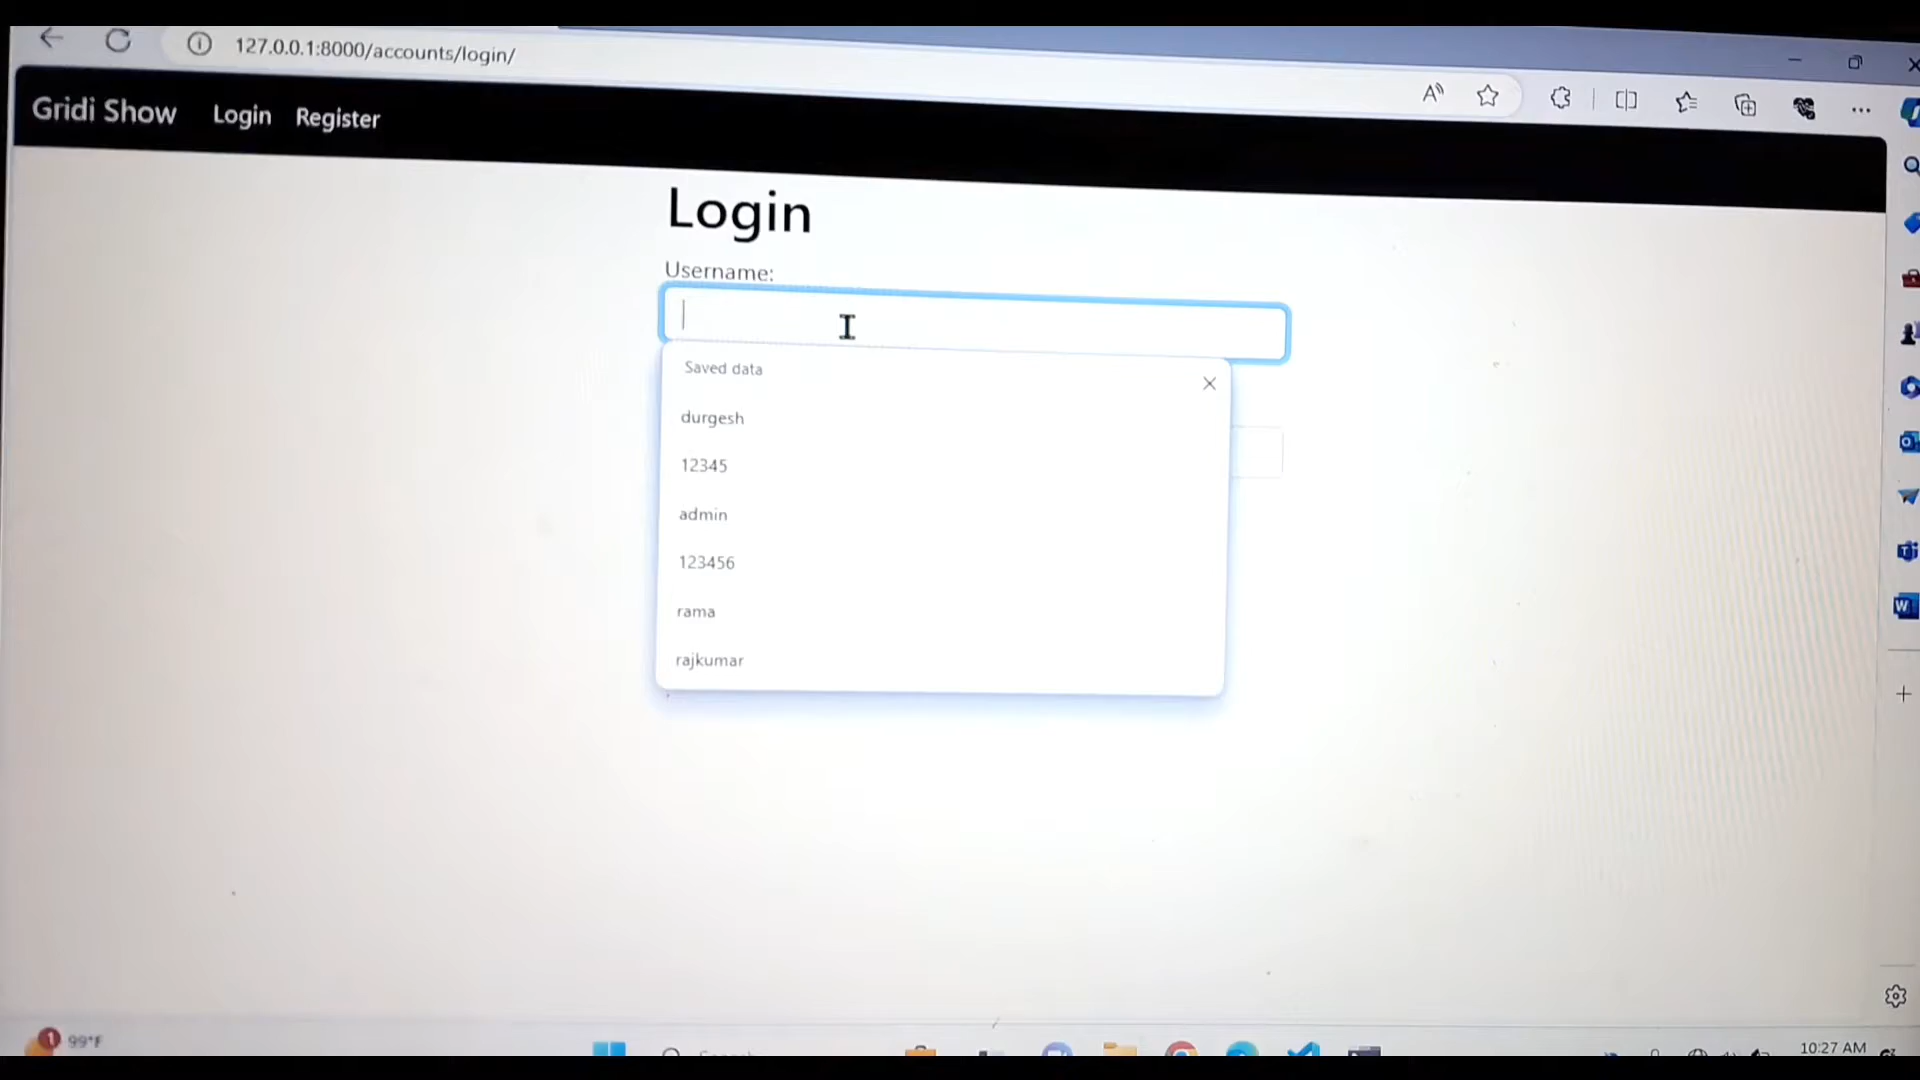 127.0.0.1:8000/accounts/login/
Gridi Show Login Register
Login
Username:
Saved data
durgesh
12345
admin
123456
rama
rajkumar
99°F
10:27 AM